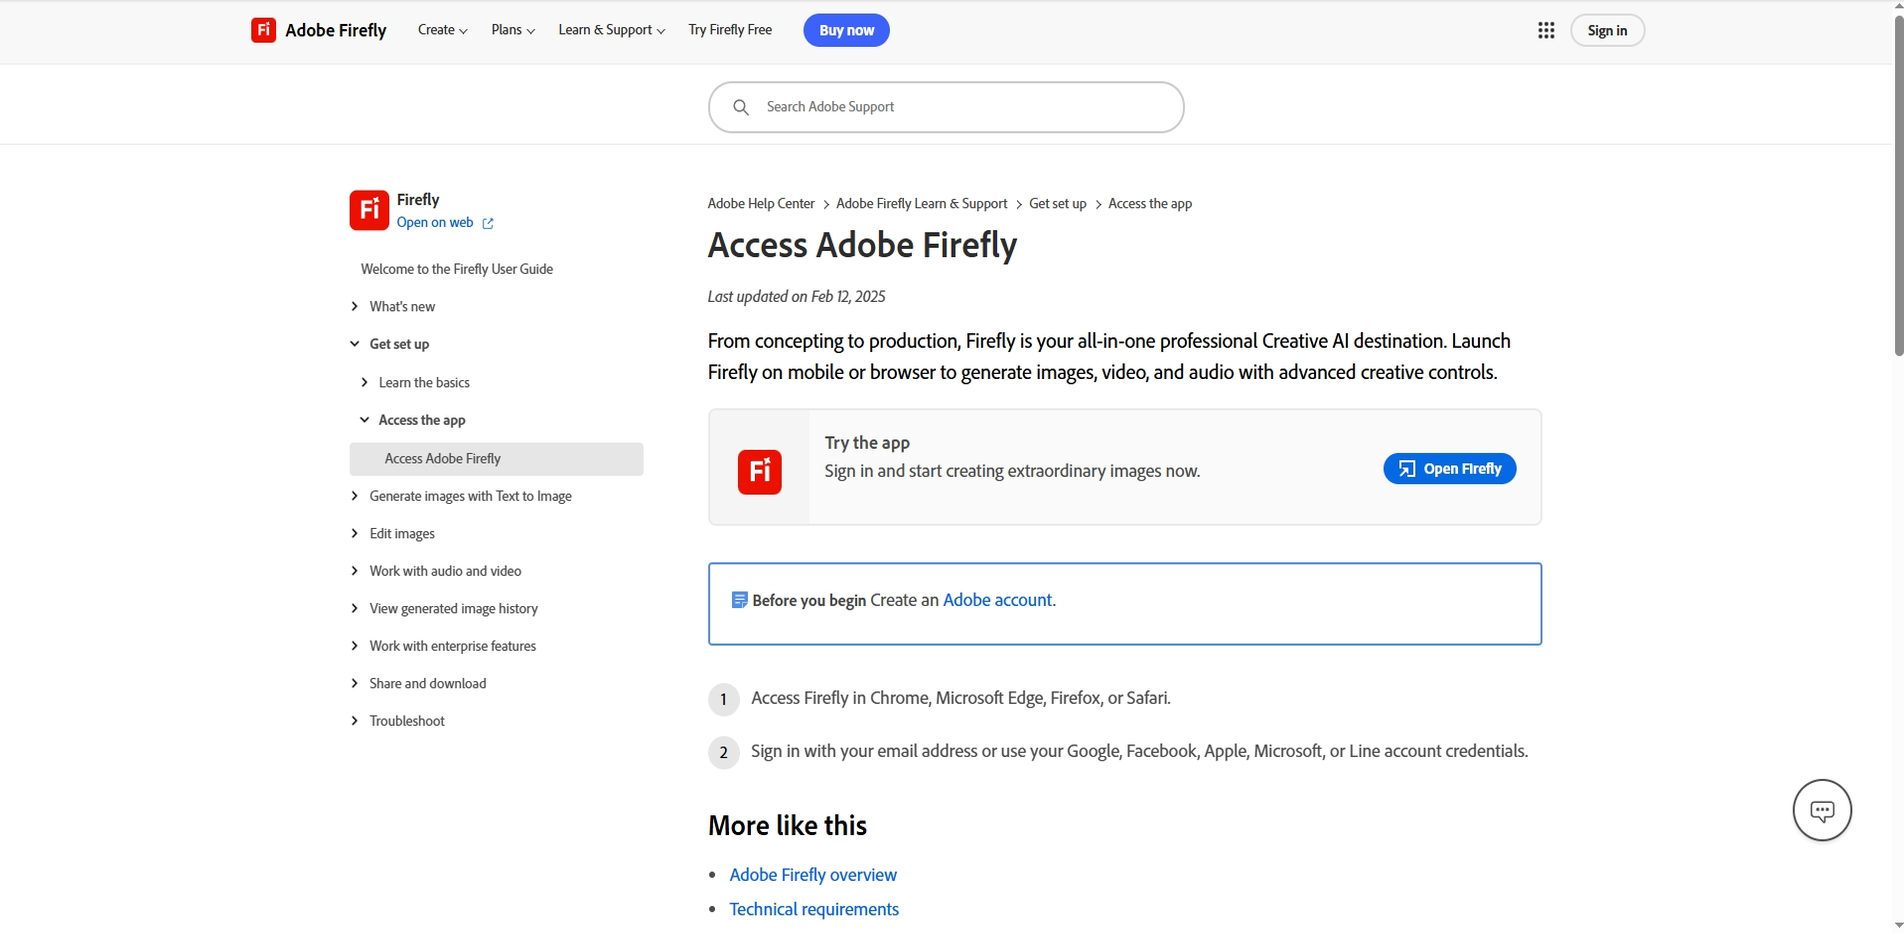 Fi Adobe Firefly Create Plans Learn & Support Try Firefly Free Buy now Sign in
Search Adobe Support
Fi Firefly
Open on web
Welcome to the Firefly User Guide
What's new
Get set up
Learn the basics
Access the app
Access Adobe Firefly
Generate images with Text to Image
Edit images
Work with audio and video
View generated image history
Work with enterprise features
Share and download
Troubleshoot
Adobe Help Center > Adobe Firefly Learn & Support > Get set up > Access the app
Access Adobe Firefly
Last updated on Feb 12, 2025
From concepting to production, Firefly is your all-in-one professional Creative AI destination. Launch
Firefly on mobile or browser to generate images, video, and audio with advanced creative controls.
Fi
Try the app
Sign in and start creating extraordinary images now.
Open Firefly
Before you begin Create an Adobe account.
1 Access Firefly in Chrome, Microsoft Edge, Firefox, or Safari.
2 Sign in with your email address or use your Google, Facebook, Apple, Microsoft, or Line account credentials.
More like this
• Adobe Firefly overview
• Technical requirements